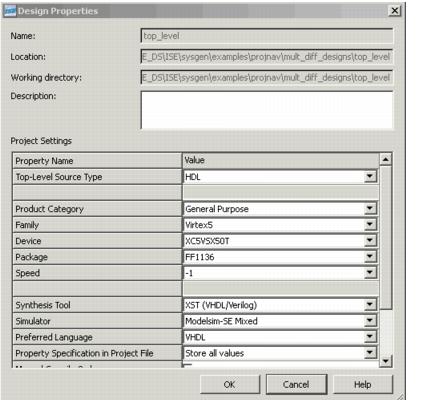 Design Properties
Name: top_level
Location: E_DS\ISE\sysgen\examples\projnav\mult_diff_designs\top_level
Working directory: E_DS\ISE\sysgen\examples\projnav\mult_diff_designs\top_level
Description:
Project Settings
Property Name Value
Top-Level Source Type HDL
Product Category General Purpose
Family Virtex5
Device XC5VSX50T
Package FF1136
Speed -1
Synthesis Tool XST (VHDL/Verilog)
Simulator Modelsim-SE Mixed
Preferred Language VHDL
Property Specification in Project File Store all values
OK Cancel Help